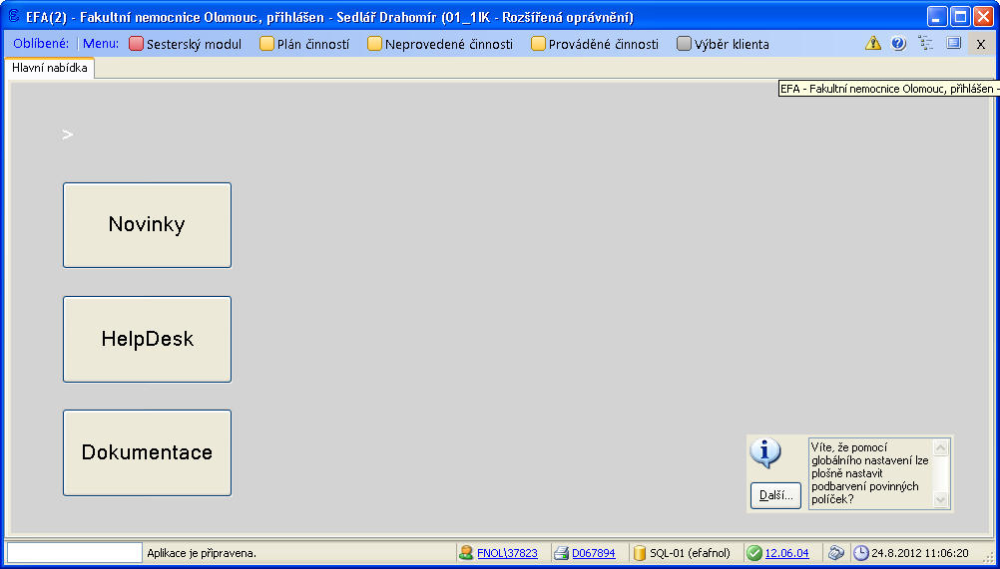 EFA(2) - Fakultní nemocnice Olomouc, přihlášen - Sedlář Drahomír (01_1IK - Rozšířená oprávnění)
Oblíbené: Menu: Sesterský modul Plán činností Neprovedené činnosti Prováděné činnosti Výběr klienta X
Hlavní nabídka
EFA - Fakultní nemocnice Olomouc, přihlášen -
>
Novinky
HelpDesk
Dokumentace
Víte, že pomocí
globálního nastavení lze
plošně nastavit
podbarvení povinných
políček?
Další...
Aplikace je připravena. FNOL\37823 D067894 SQL-01 (efafnol) 12.06.04 24.8.2012 11:06:20